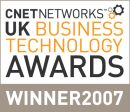 CNETNETWORKS
UK BUSINESS
TECHNOLOGY
AWARDS
WINNER2007